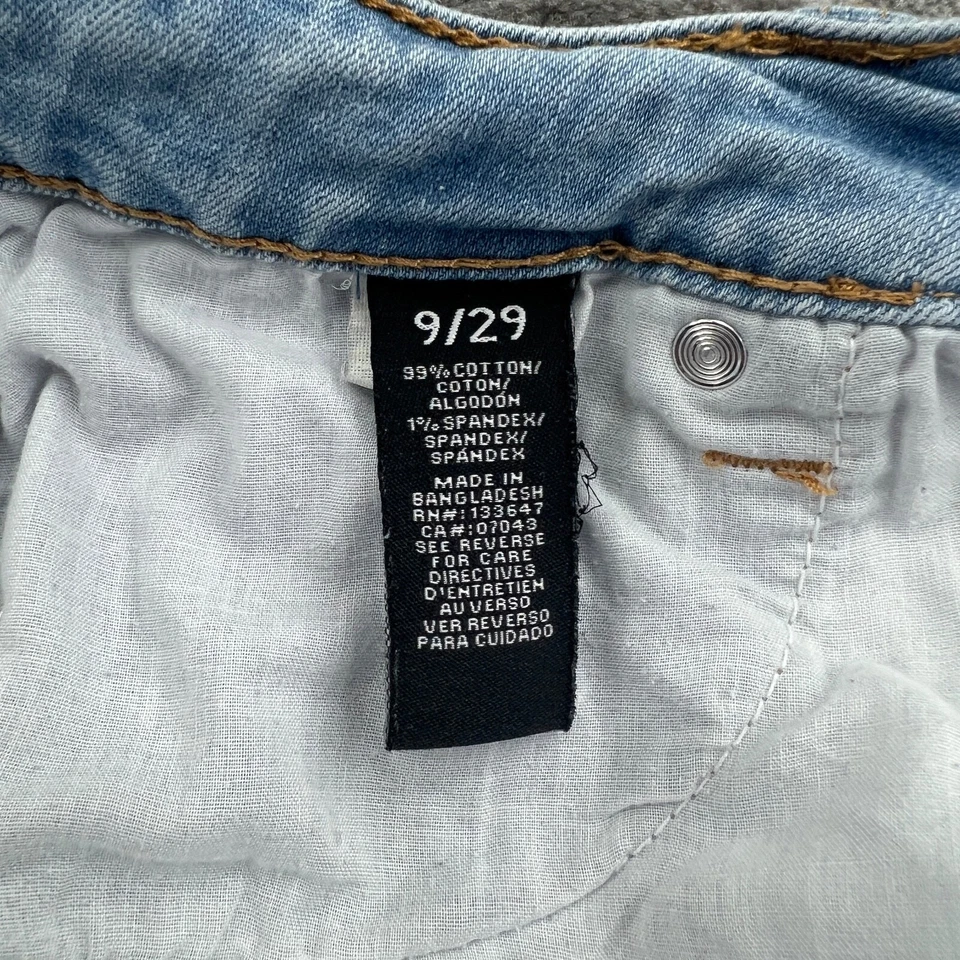 9/29
99% COTTON/
COTON/
ALGODÓN
1% SPANDEX/
SPANDEX/
SPANDEX
MADE IN
BANGLADESH
RN#: 133647
CA#: 07043
SEE REVERSE
FOR CARE
DIRECTIVES
D'ENTRETIEN
AU VERSO
VER REVERSO
PARA CUIDADO